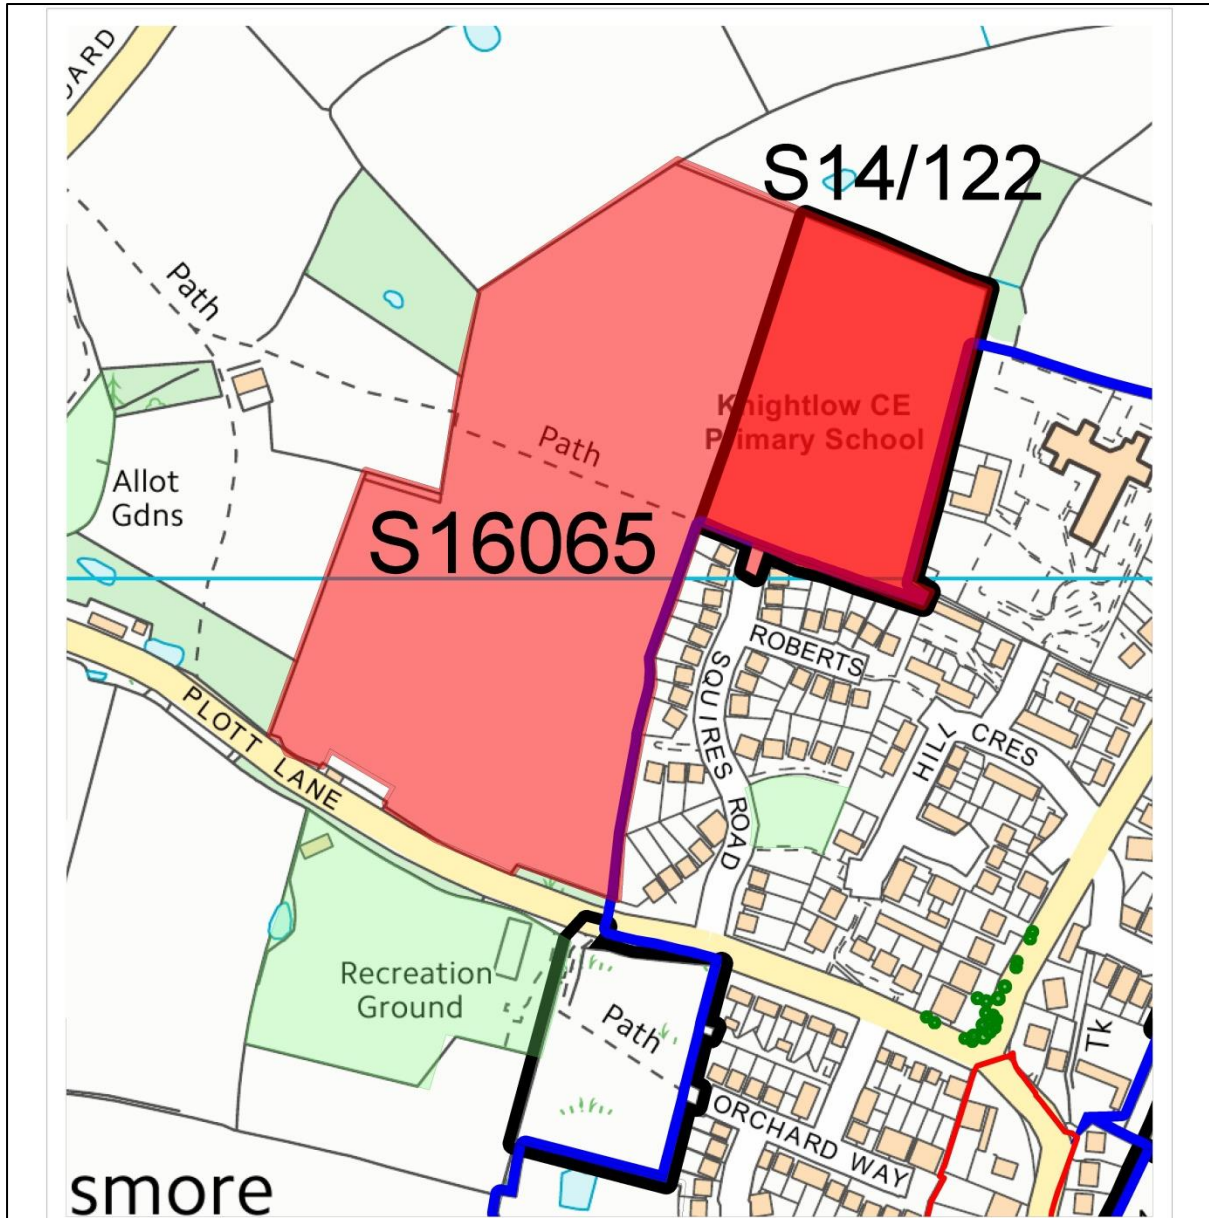 S14/122
Path
Knightlow CE
Primary School
Path
Allot
Gdns
S16065
ROBERTS
SQUIRES ROAD
HILL
CRES
PLOTT LANE
Recreation
Ground
Path
Tk
ORCHARD WAY
smore